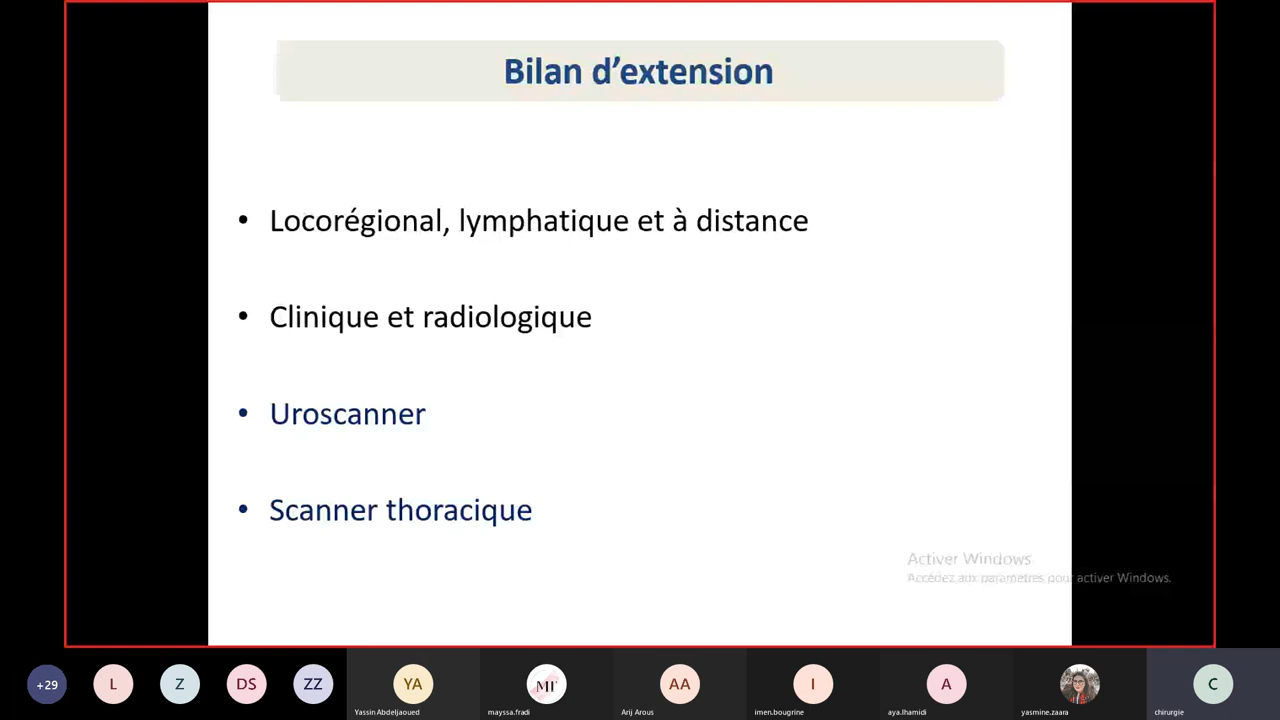 Bilan d’extension
• Locorégional, lymphatique et à distance
• Clinique et radiologique
• Uroscanner
• Scanner thoracique
Activer Windows
Accédez aux paramètres pour activer Windows.
+29
L
Z
DS
ZZ
YA
AA
I
A
C
Yassin Abdeljaoued
mayssa.fradi
Arij Arous
imen.bougrine
aya.lhamidi
yasmine.zaara
chirurgie